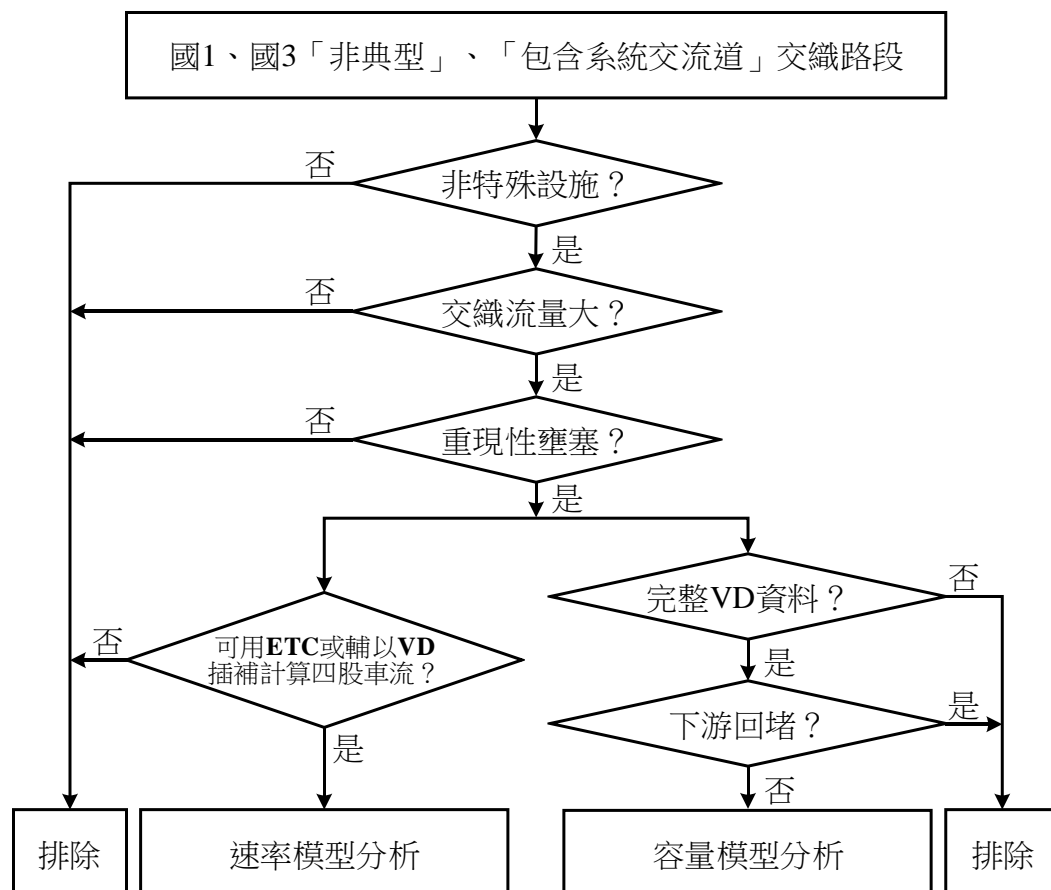 國1、國3「非典型」、「包含系統交流道」交織路段
否
非特殊設施？
是
否
交織流量大？
是
否
重現性壅塞？
是
完整VD資料？
否
否
可用ETC或輔以VD
插補計算四股車流？
是
下游回堵？
是
是
否
排除
速率模型分析
容量模型分析
排除